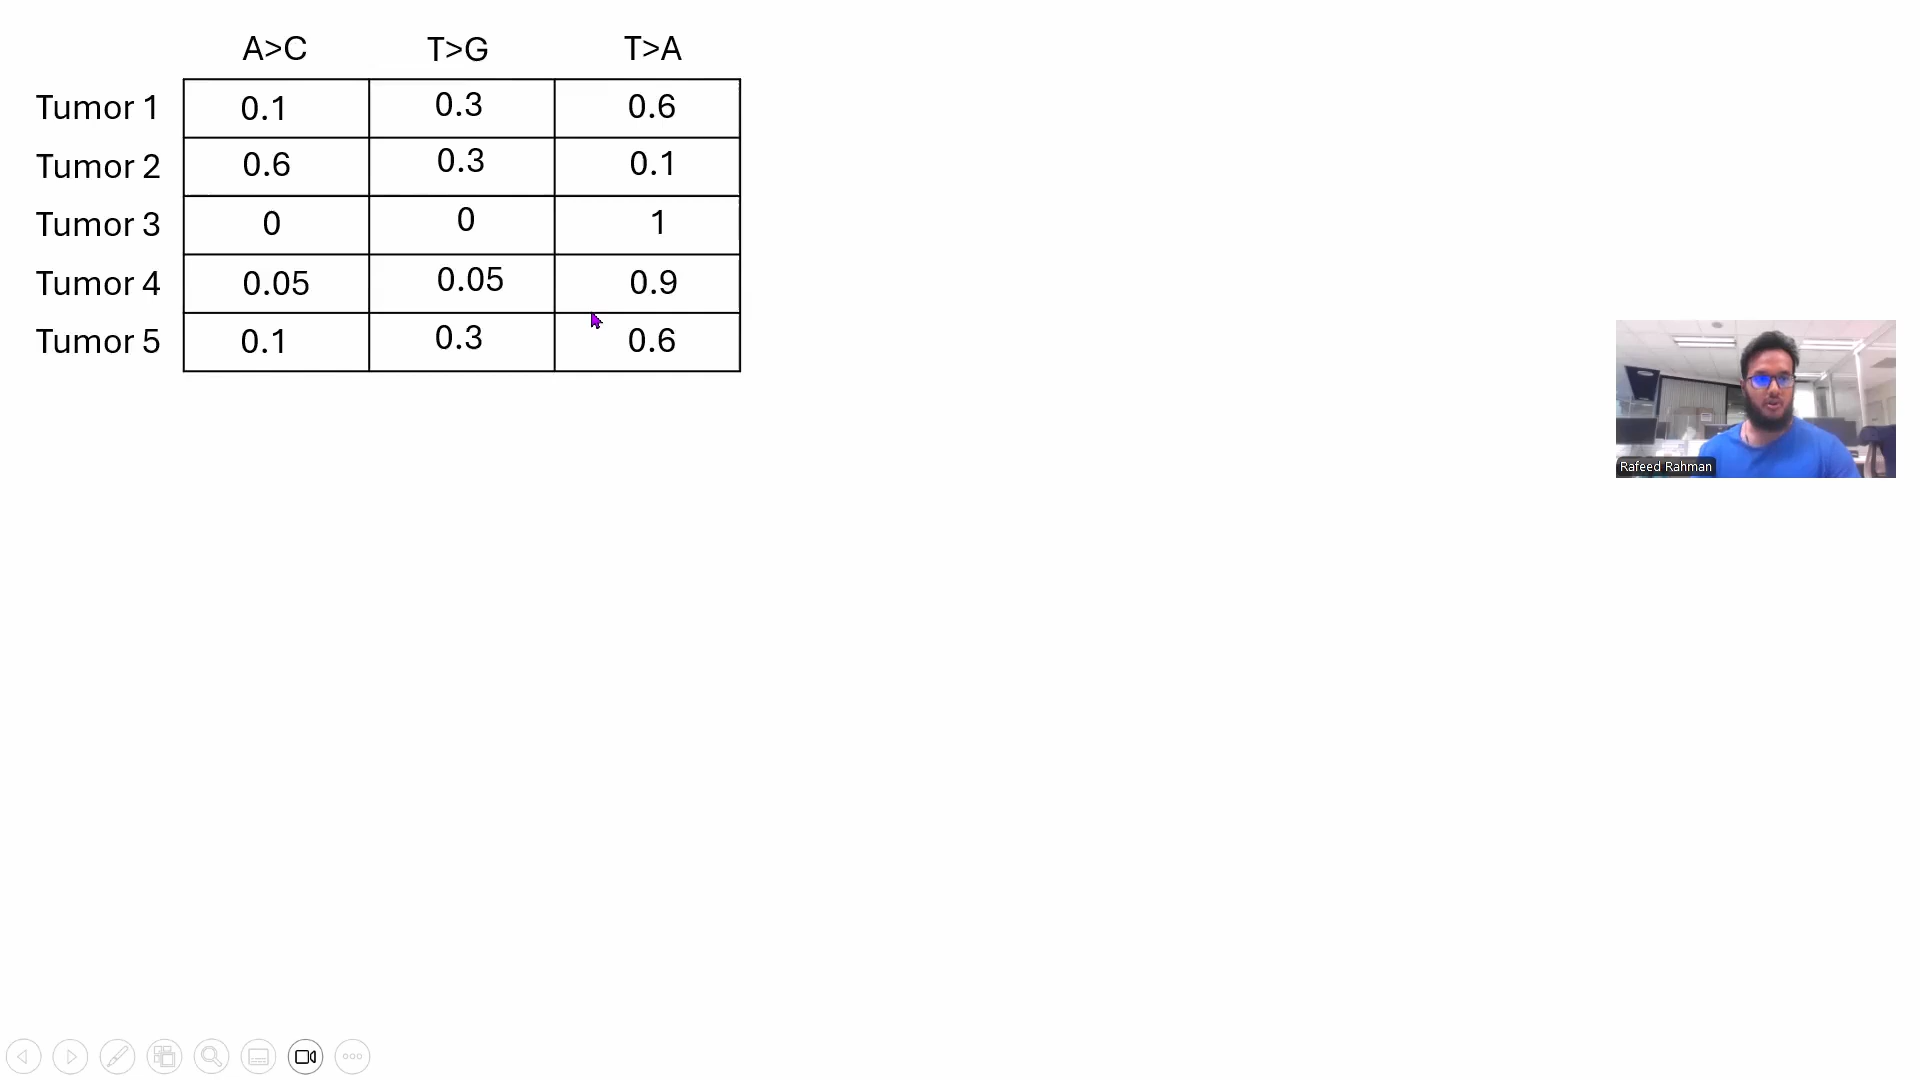 A>C T>G T>A
Tumor 1 0.1 0.3 0.6
Tumor 2 0.6 0.3 0.1
Tumor 3 0 0 1
Tumor 4 0.05 0.05 0.9
Tumor 5 0.1 0.3 0.6
Rafeed Rahman